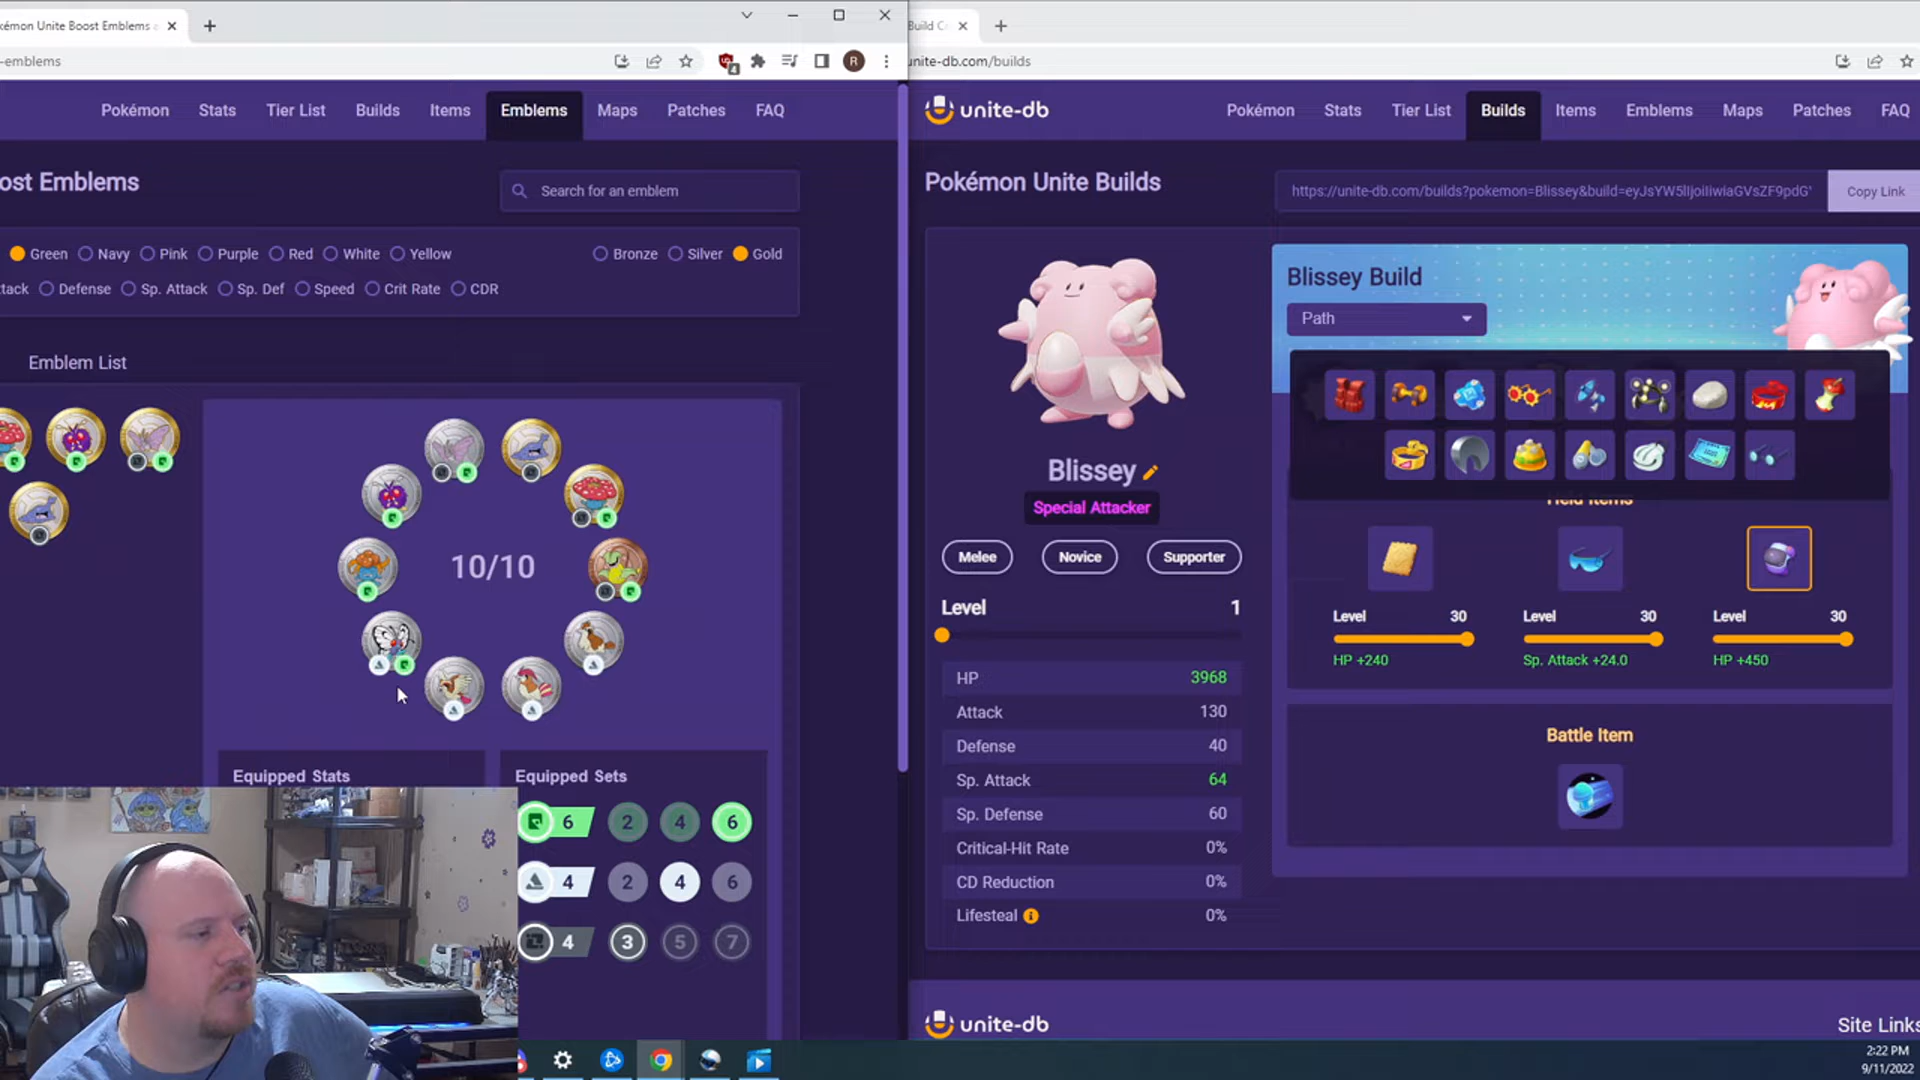 kémon Unite Boost Emblems
Build C
-emblems
4
R
unite-db.com/builds
Pokémon
Stats
Tier List
Builds
Items
Emblems
Maps
Patches
FAQ
unite-db
Pokémon
Stats
Tier List
Builds
Items
Emblems
Maps
Patches
FAQ
ost Emblems
Search for an emblem
Green
Navy
Pink
Purple
Red
White
Yellow
Bronze
Silver
Gold
tack
Defense
Sp. Attack
Sp. Def
Speed
Crit Rate
CDR
Emblem List
10/10
Equipped Stats
Equipped Sets
6 2 4 6
4 2 4 6
4 3 5 7
Pokémon Unite Builds
https://unite-db.com/builds?pokemon=Blissey&build=eyJsYW5lIjoiIiwiaGVsZF9pdG
Copy Link
Blissey
Special Attacker
Melee
Novice
Supporter
Level 1
HP 3968
Attack 130
Defense 40
Sp. Attack 64
Sp. Defense 60
Critical-Hit Rate 0%
CD Reduction 0%
Lifesteal 0%
Blissey Build
Path
Held Items
Level 30
HP +240
Level 30
Sp. Attack +24.0
Level 30
HP +450
Battle Item
unite-db
Site Links
2:22 PM
9/11/2022